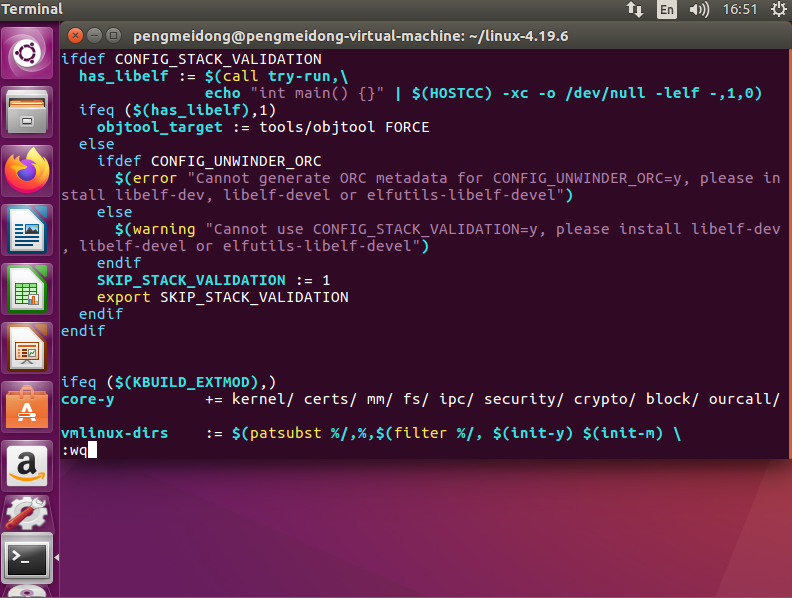 Terminal
En
16:51
pengmeidong@pengmeidong-virtual-machine: ~/linux-4.19.6
ifdef CONFIG_STACK_VALIDATION
  has_libelf := $(call try-run,\
                echo "int main() {}" | $(HOSTCC) -xc -o /dev/null -lelf -,1,0)
  ifeq ($(has_libelf),1)
    objtool_target := tools/objtool FORCE
  else
    ifdef CONFIG_UNWINDER_ORC
      $(error "Cannot generate ORC metadata for CONFIG_UNWINDER_ORC=y, please in
stall libelf-dev, libelf-devel or elfutils-libelf-devel")
    else
      $(warning "Cannot use CONFIG_STACK_VALIDATION=y, please install libelf-dev
, libelf-devel or elfutils-libelf-devel")
    endif
    SKIP_STACK_VALIDATION := 1
    export SKIP_STACK_VALIDATION
  endif
endif
ifeq ($(KBUILD_EXTMOD),)
core-y          += kernel/ certs/ mm/ fs/ ipc/ security/ crypto/ block/ ourcall/
vmlinux-dirs    := $(patsubst %/,%,$(filter %/, $(init-y) $(init-m) \
:wq